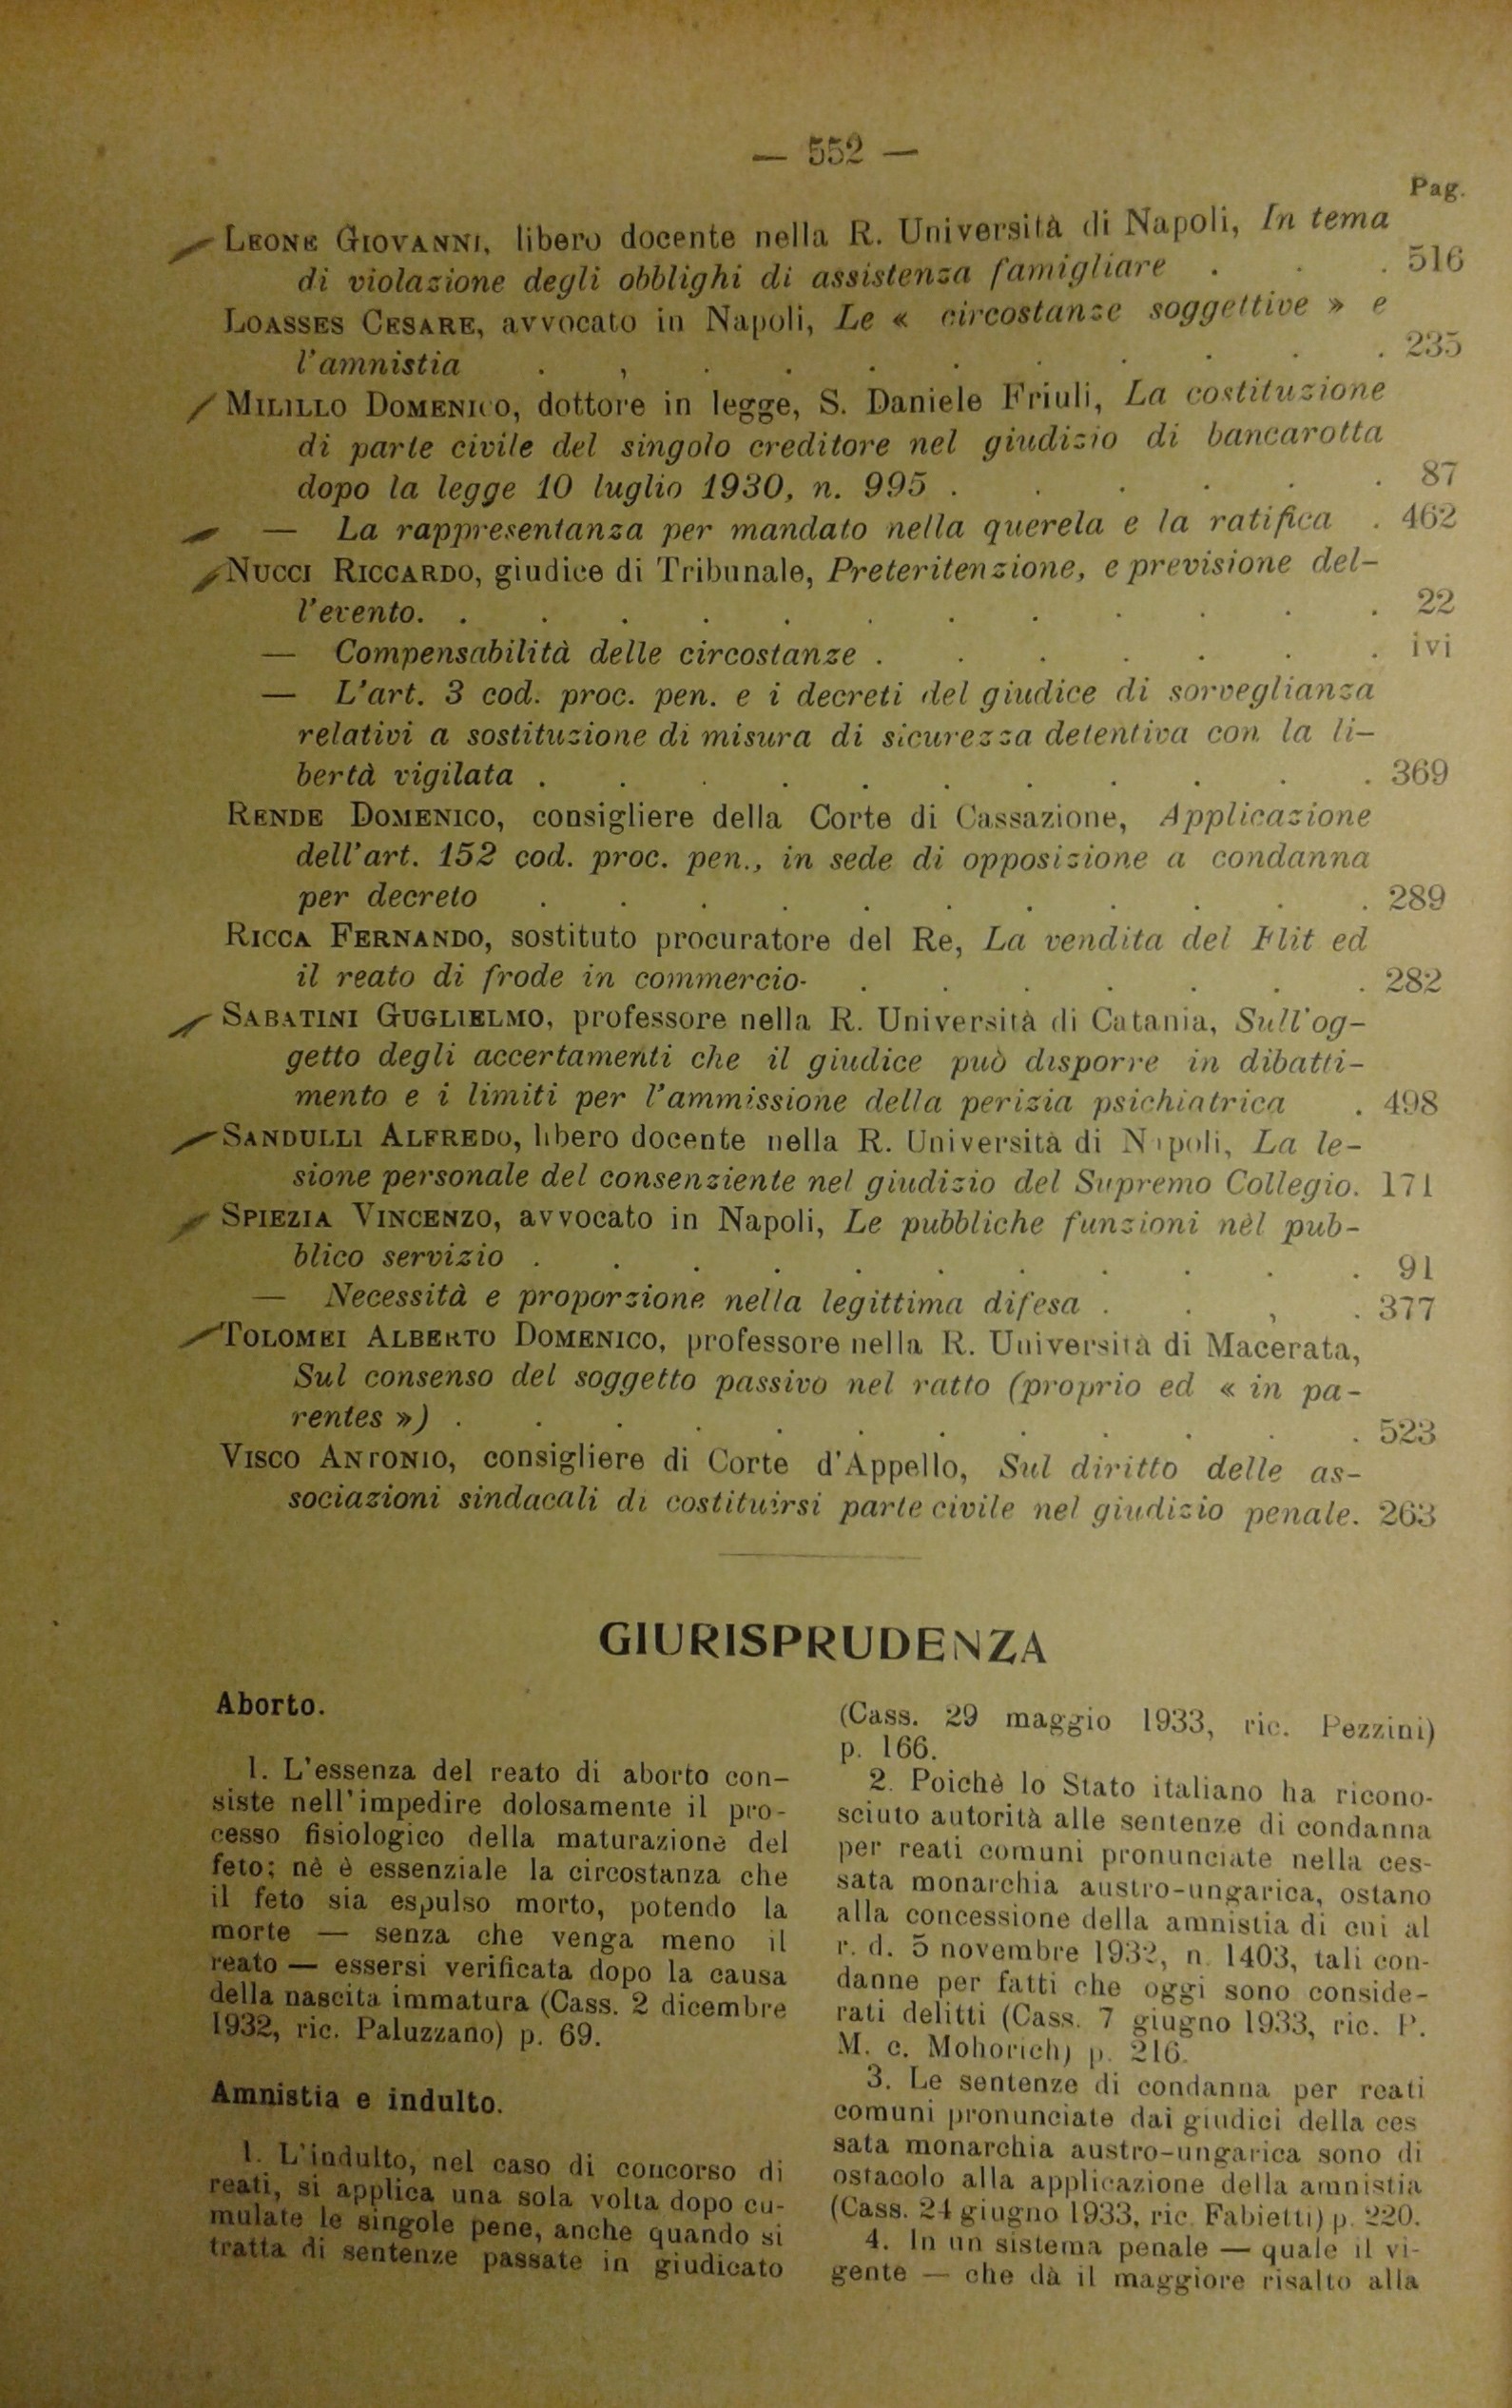 — 552 —
Pag.
LEONE GIOVANNI, libero docente nella R. Università di Napoli, In tema
di violazione degli obblighi di assistenza famigliare . . . 516
LOASSES CESARE, avvocato in Napoli, Le « circostanze soggettive » e
l'amnistia . , . . . . . . . . . 235
MILILLO DOMENICO, dottore in legge, S. Daniele Friuli, La costituzione
di parte civile del singolo creditore nel giudizio di bancarotta
dopo la legge 10 luglio 1930, n. 995 . . . . . . 87
— La rappresentanza per mandato nella querela e la ratifica . 462
NUCCI RICCARDO, giudice di Tribunale, Preteritenzione, e previsione del-
l'evento. . . . . . . . . . . . . 22
— Compensabilità delle circostanze . . . . . . . ivi
— L'art. 3 cod. proc. pen. e i decreti del giudice di sorveglianza
relativi a sostituzione di misura di sicurezza detentiva con la li-
bertà vigilata . . . . . . . . . . . 369
RENDE DOMENICO, consigliere della Corte di Cassazione, Applicazione
dell'art. 152 cod. proc. pen., in sede di opposizione a condanna
per decreto . . . . . . . . . . . 289
RICCA FERNANDO, sostituto procuratore del Re, La vendita del Flit ed
il reato di frode in commercio- . . . . . . . 282
SABATINI GUGLIELMO, professore nella R. Università di Catania, Sull'og-
getto degli accertamenti che il giudice può disporre in dibatti-
mento e i limiti per l'ammissione della perizia psichiatrica . 498
SANDULLI ALFREDO, libero docente nella R. Università di Napoli, La le-
sione personale del consenziente nel giudizio del Supremo Collegio. 171
SPIEZIA VINCENZO, avvocato in Napoli, Le pubbliche funzioni nèl pub-
blico servizio . . . . . . . . . . . 91
— Necessità e proporzione nella legittima difesa . . , . 377
TOLOMEI ALBERTO DOMENICO, professore nella R. Università di Macerata,
Sul consenso del soggetto passivo nel ratto (proprio ed « in pa-
rentes ») . . . . . . . . . . . . 523
VISCO ANTONIO, consigliere di Corte d'Appello, Sul diritto delle as-
sociazioni sindacali di costituirsi parte civile nel giudizio penale. 263
GIURISPRUDENZA
Aborto.
1. L'essenza del reato di aborto con-
siste nell'impedire dolosamente il pro-
cesso fisiologico della maturazione del
feto; nè è essenziale la circostanza che
il feto sia espulso morto, potendo la
morte — senza che venga meno il
reato — essersi verificata dopo la causa
della nascita immatura (Cass. 2 dicembre
1932, ric. Paluzzano) p. 69.
Amnistia e indulto.
1. L'indulto, nel caso di concorso di
reati, si applica una sola volta dopo cu-
mulate le singole pene, anche quando si
tratta di sentenze passate in giudicato
(Cass. 29 maggio 1933, ric. Pezzini)
p. 166.
2. Poichè lo Stato italiano ha ricono-
sciuto autorità alle sentenze di condanna
per reati comuni pronunciate nella ces-
sata monarchia austro-ungarica, ostano
alla concessione della amnistia di cui al
r. d. 5 novembre 1932, n. 1403, tali con-
danne per fatti che oggi sono conside-
rati delitti (Cass. 7 giugno 1933, ric. P.
M. c. Mohorich) p. 216.
3. Le sentenze di condanna per reati
comuni pronunciate dai giudici della ces
sata monarchia austro-ungarica sono di
ostacolo alla applicazione della amnistia
(Cass. 24 giugno 1933, ric. Fabietti) p. 220.
4. In un sistema penale — quale il vi-
gente — che dà il maggiore risalto alla